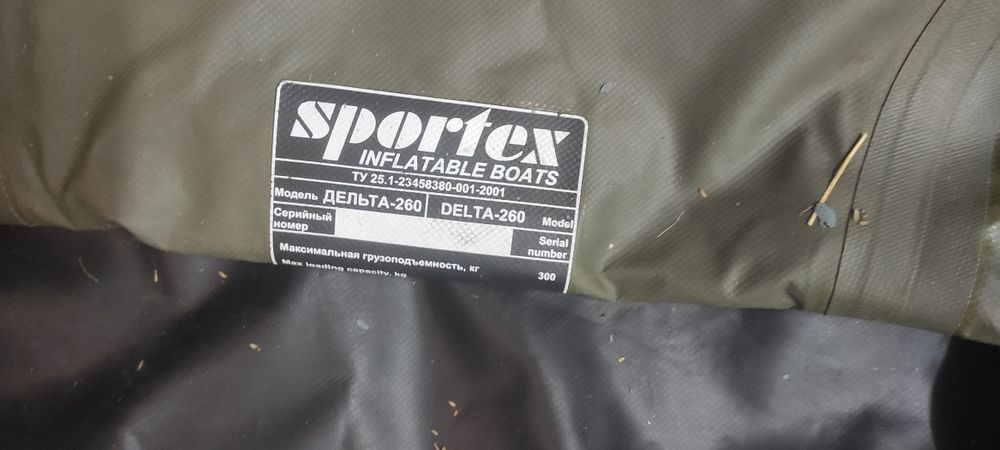 sportex
INFLATABLE BOATS
ТУ 25.1-23458380-001-2001
Модель ДЕЛЬТА-260 DELTA-260 Model
Серийный номер Serial number
Максимальная грузоподъемность, кг 300
Max loading capacity, kg